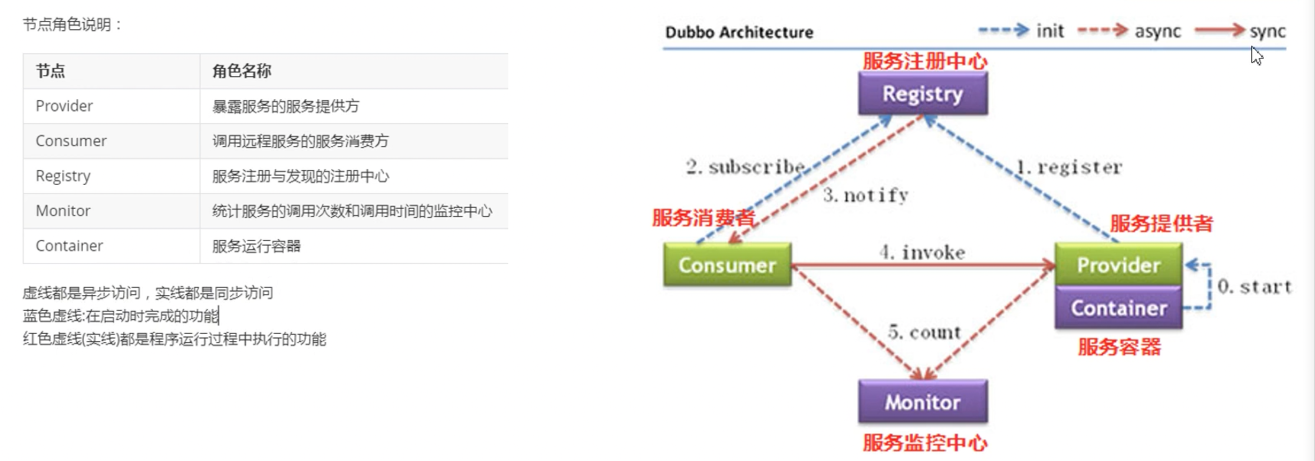 节点角色说明：
节点 角色名称
Provider 暴露服务的服务提供方
Consumer 调用远程服务的服务消费方
Registry 服务注册与发现的注册中心
Monitor 统计服务的调用次数和调用时间的监控中心
Container 服务运行容器
虚线都是异步访问，实线都是同步访问
蓝色虚线:在启动时完成的功能
红色虚线(实线)都是程序运行过程中执行的功能
Dubbo Architecture
init
async
sync
服务注册中心
Registry
2. subscribe
1. register
3. notify
服务消费者
服务提供者
Consumer
4. invoke
Provider
0. start
Container
5. count
服务容器
Monitor
服务监控中心